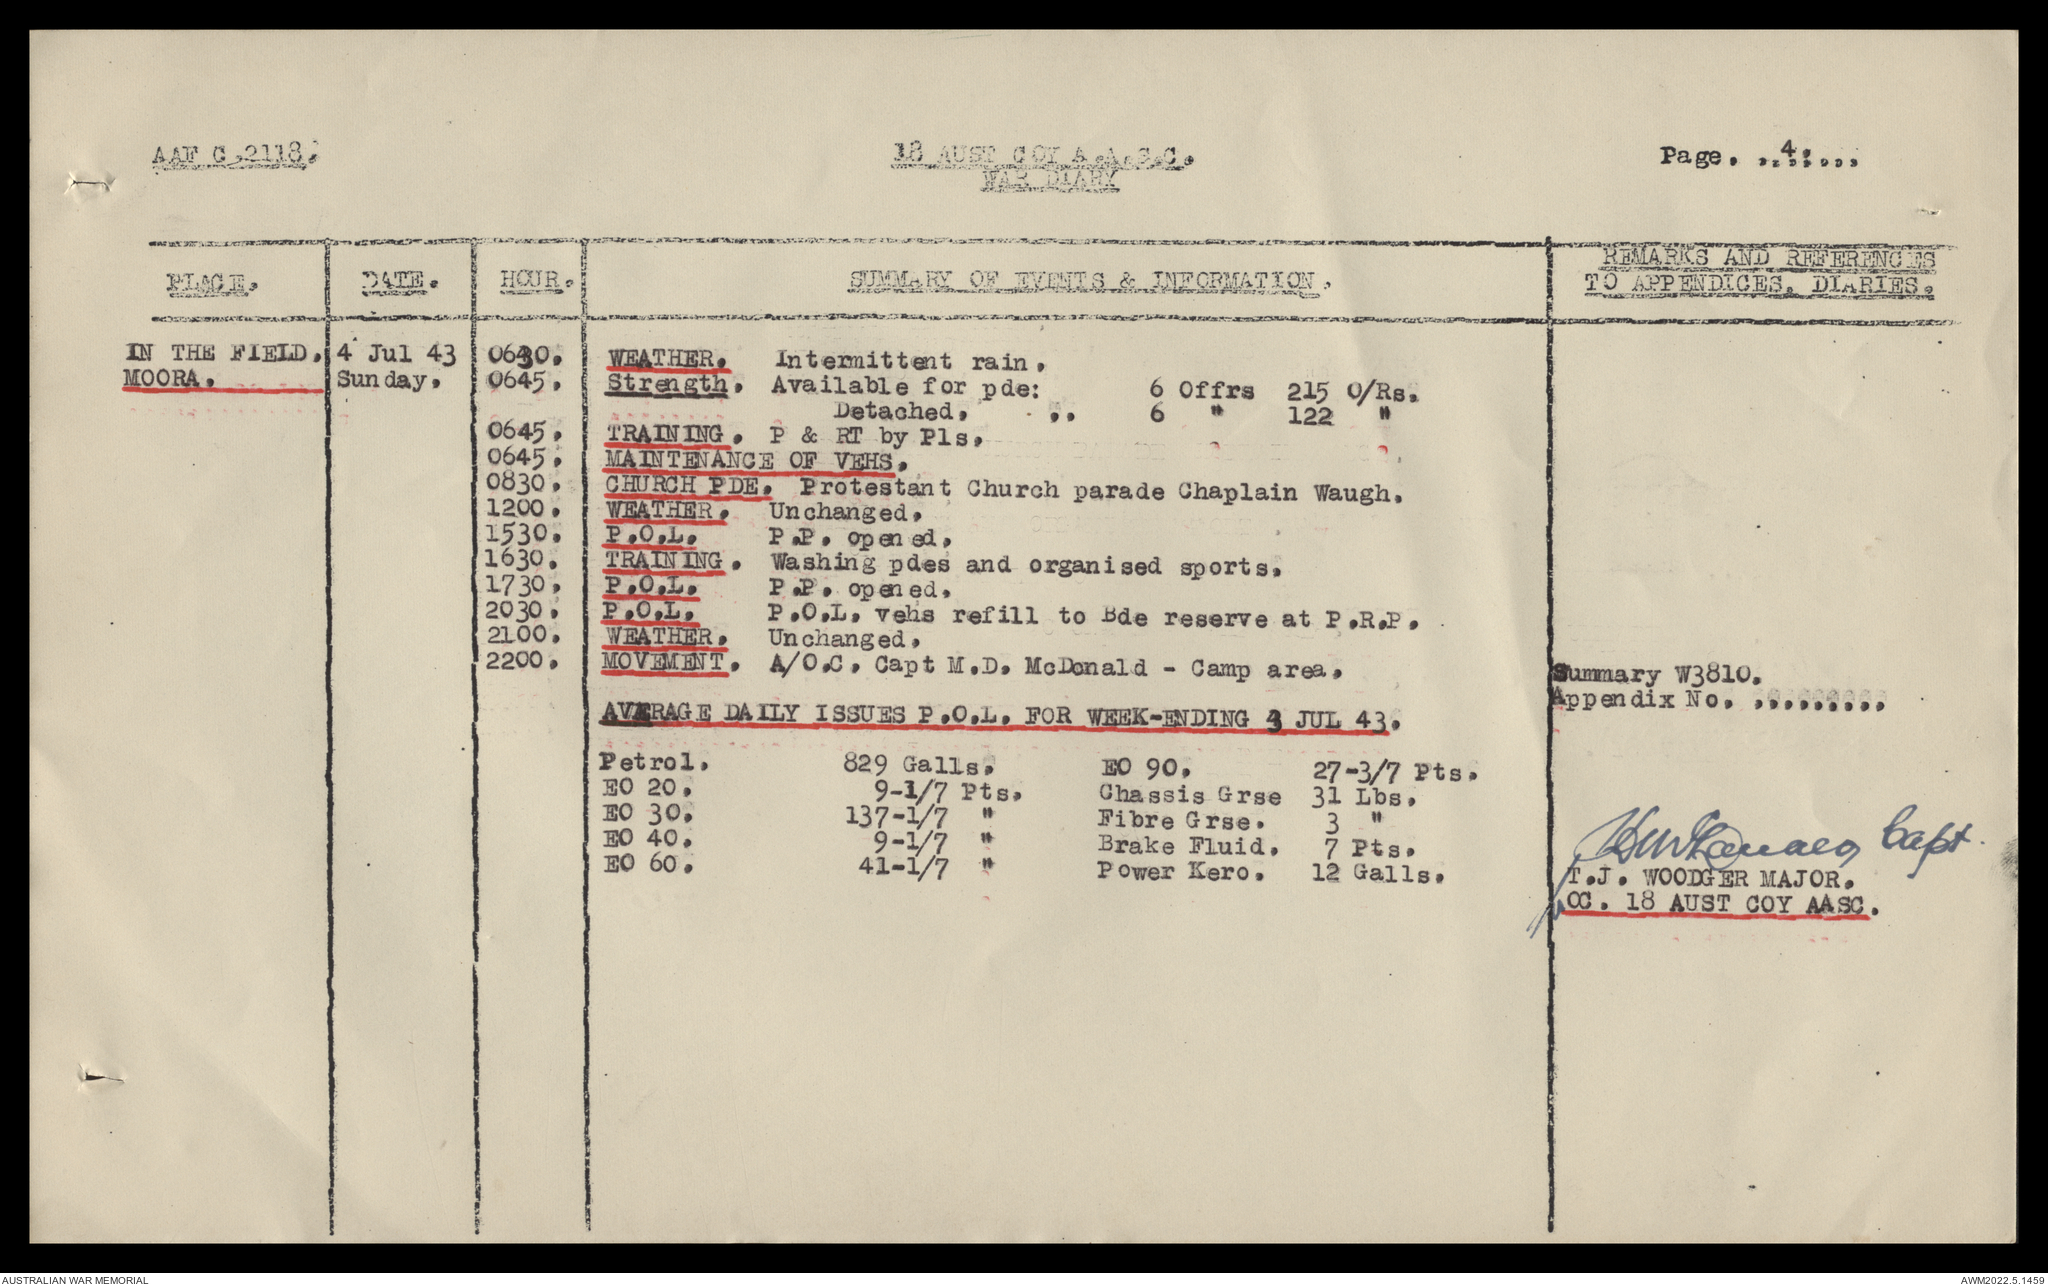 AAF C.2118.
18 AUST COY A.A.S.C.
WAR DIARY
Page. ..4......
PLACE. DATE. HOUR. SUMMARY OF EVENTS & INFORMATION. REMARKS AND REFERENCES
TO APPENDICES. DIARIES.
IN THE FIELD. 4 Jul 43 0630. WEATHER. Intermittent rain.
MOORA. Sunday. 0645. Strength. Available for pde: 6 Offrs 215 O/Rs.
Detached. .. 6 " 122 "
0645. TRAINING. P & RT by Pls.
0645. MAINTENANCE OF VEHS.
0830. CHURCH PDE. Protestant Church parade Chaplain Waugh.
1200. WEATHER. Unchanged.
1530. P.O.L. P.P. opened.
1630. TRAINING. Washing pdes and organised sports.
1730. P.O.L. P.P. opened.
2030. P.O.L. P.O.L. vehs refill to Bde reserve at P.R.P.
2100. WEATHER. Unchanged.
2200. MOVEMENT. A/O.C. Capt M.D. McDonald - Camp area.
Summary W3810.
Appendix No. .........
AVERAGE DAILY ISSUES P.O.L. FOR WEEK-ENDING 3 JUL 43.
Petrol. 829 Galls. EO 90. 27-3/7 Pts.
EO 20. 9-1/7 Pts. Chassis Grse 31 Lbs.
EO 30. 137-1/7 " Fibre Grse. 3 "
EO 40. 9-1/7 " Brake Fluid. 7 Pts.
EO 60. 41-1/7 " Power Kero. 12 Galls.
Capt.
T.J. WOODGER MAJOR.
OC. 18 AUST COY AASC.
AUSTRALIAN WAR MEMORIAL
AWM2022.5.1459